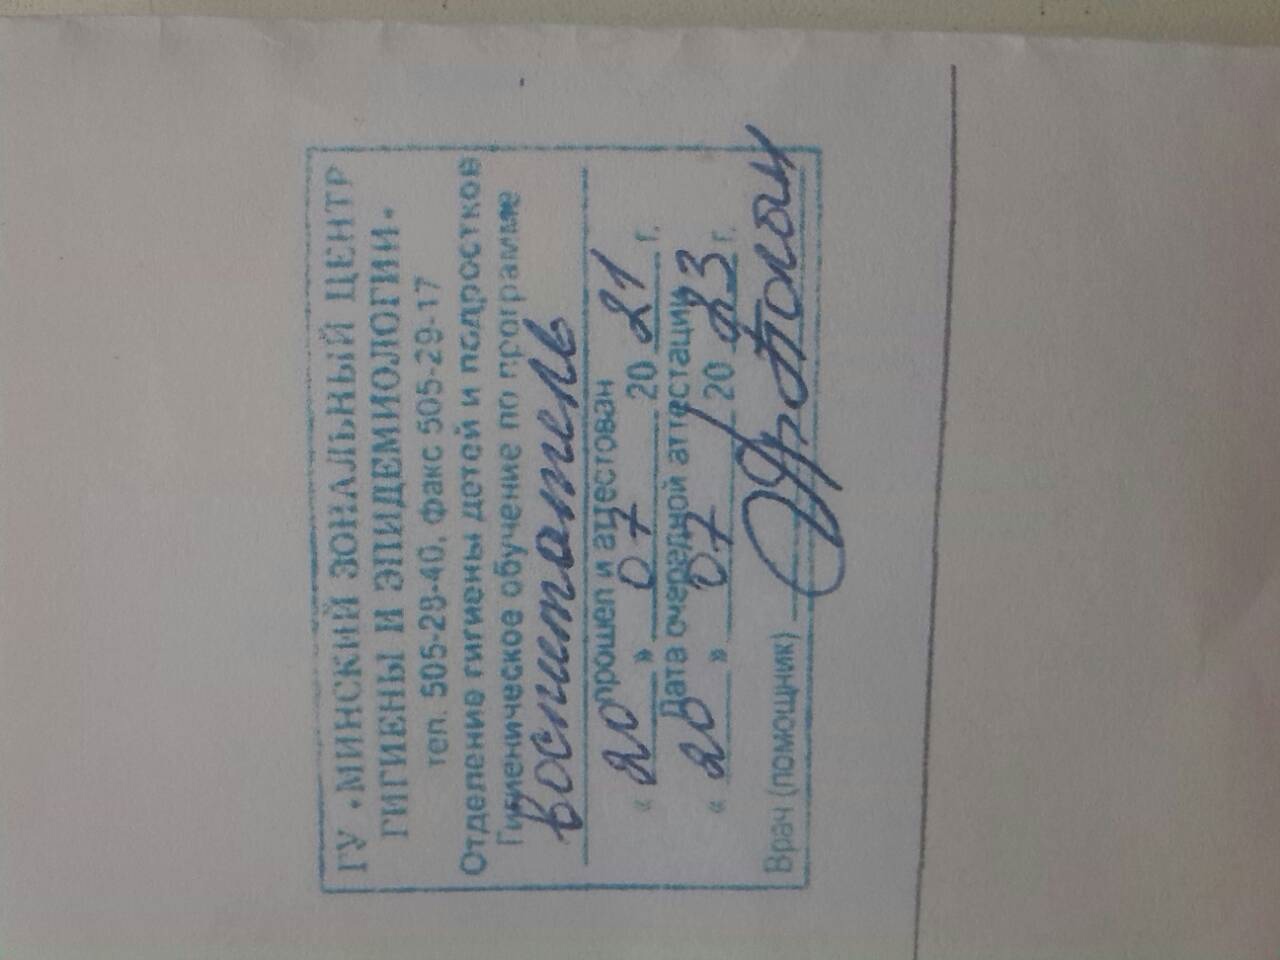 ГУ «МИНСКИЙ ЗОНАЛЬНЫЙ ЦЕНТР
ГИГИЕНЫ И ЭПИДЕМИОЛОГИИ»
тел. 505-28-40, факс 505-29-17
Отделение гигиены детей и подростков
Гигиеническое обучение по программе
воспитатель
прошел и аттестован
« 20 » 07 20 21 г.
Дата очередной аттестации
« 20 » 07 20 23 г.
Врач (помощник)